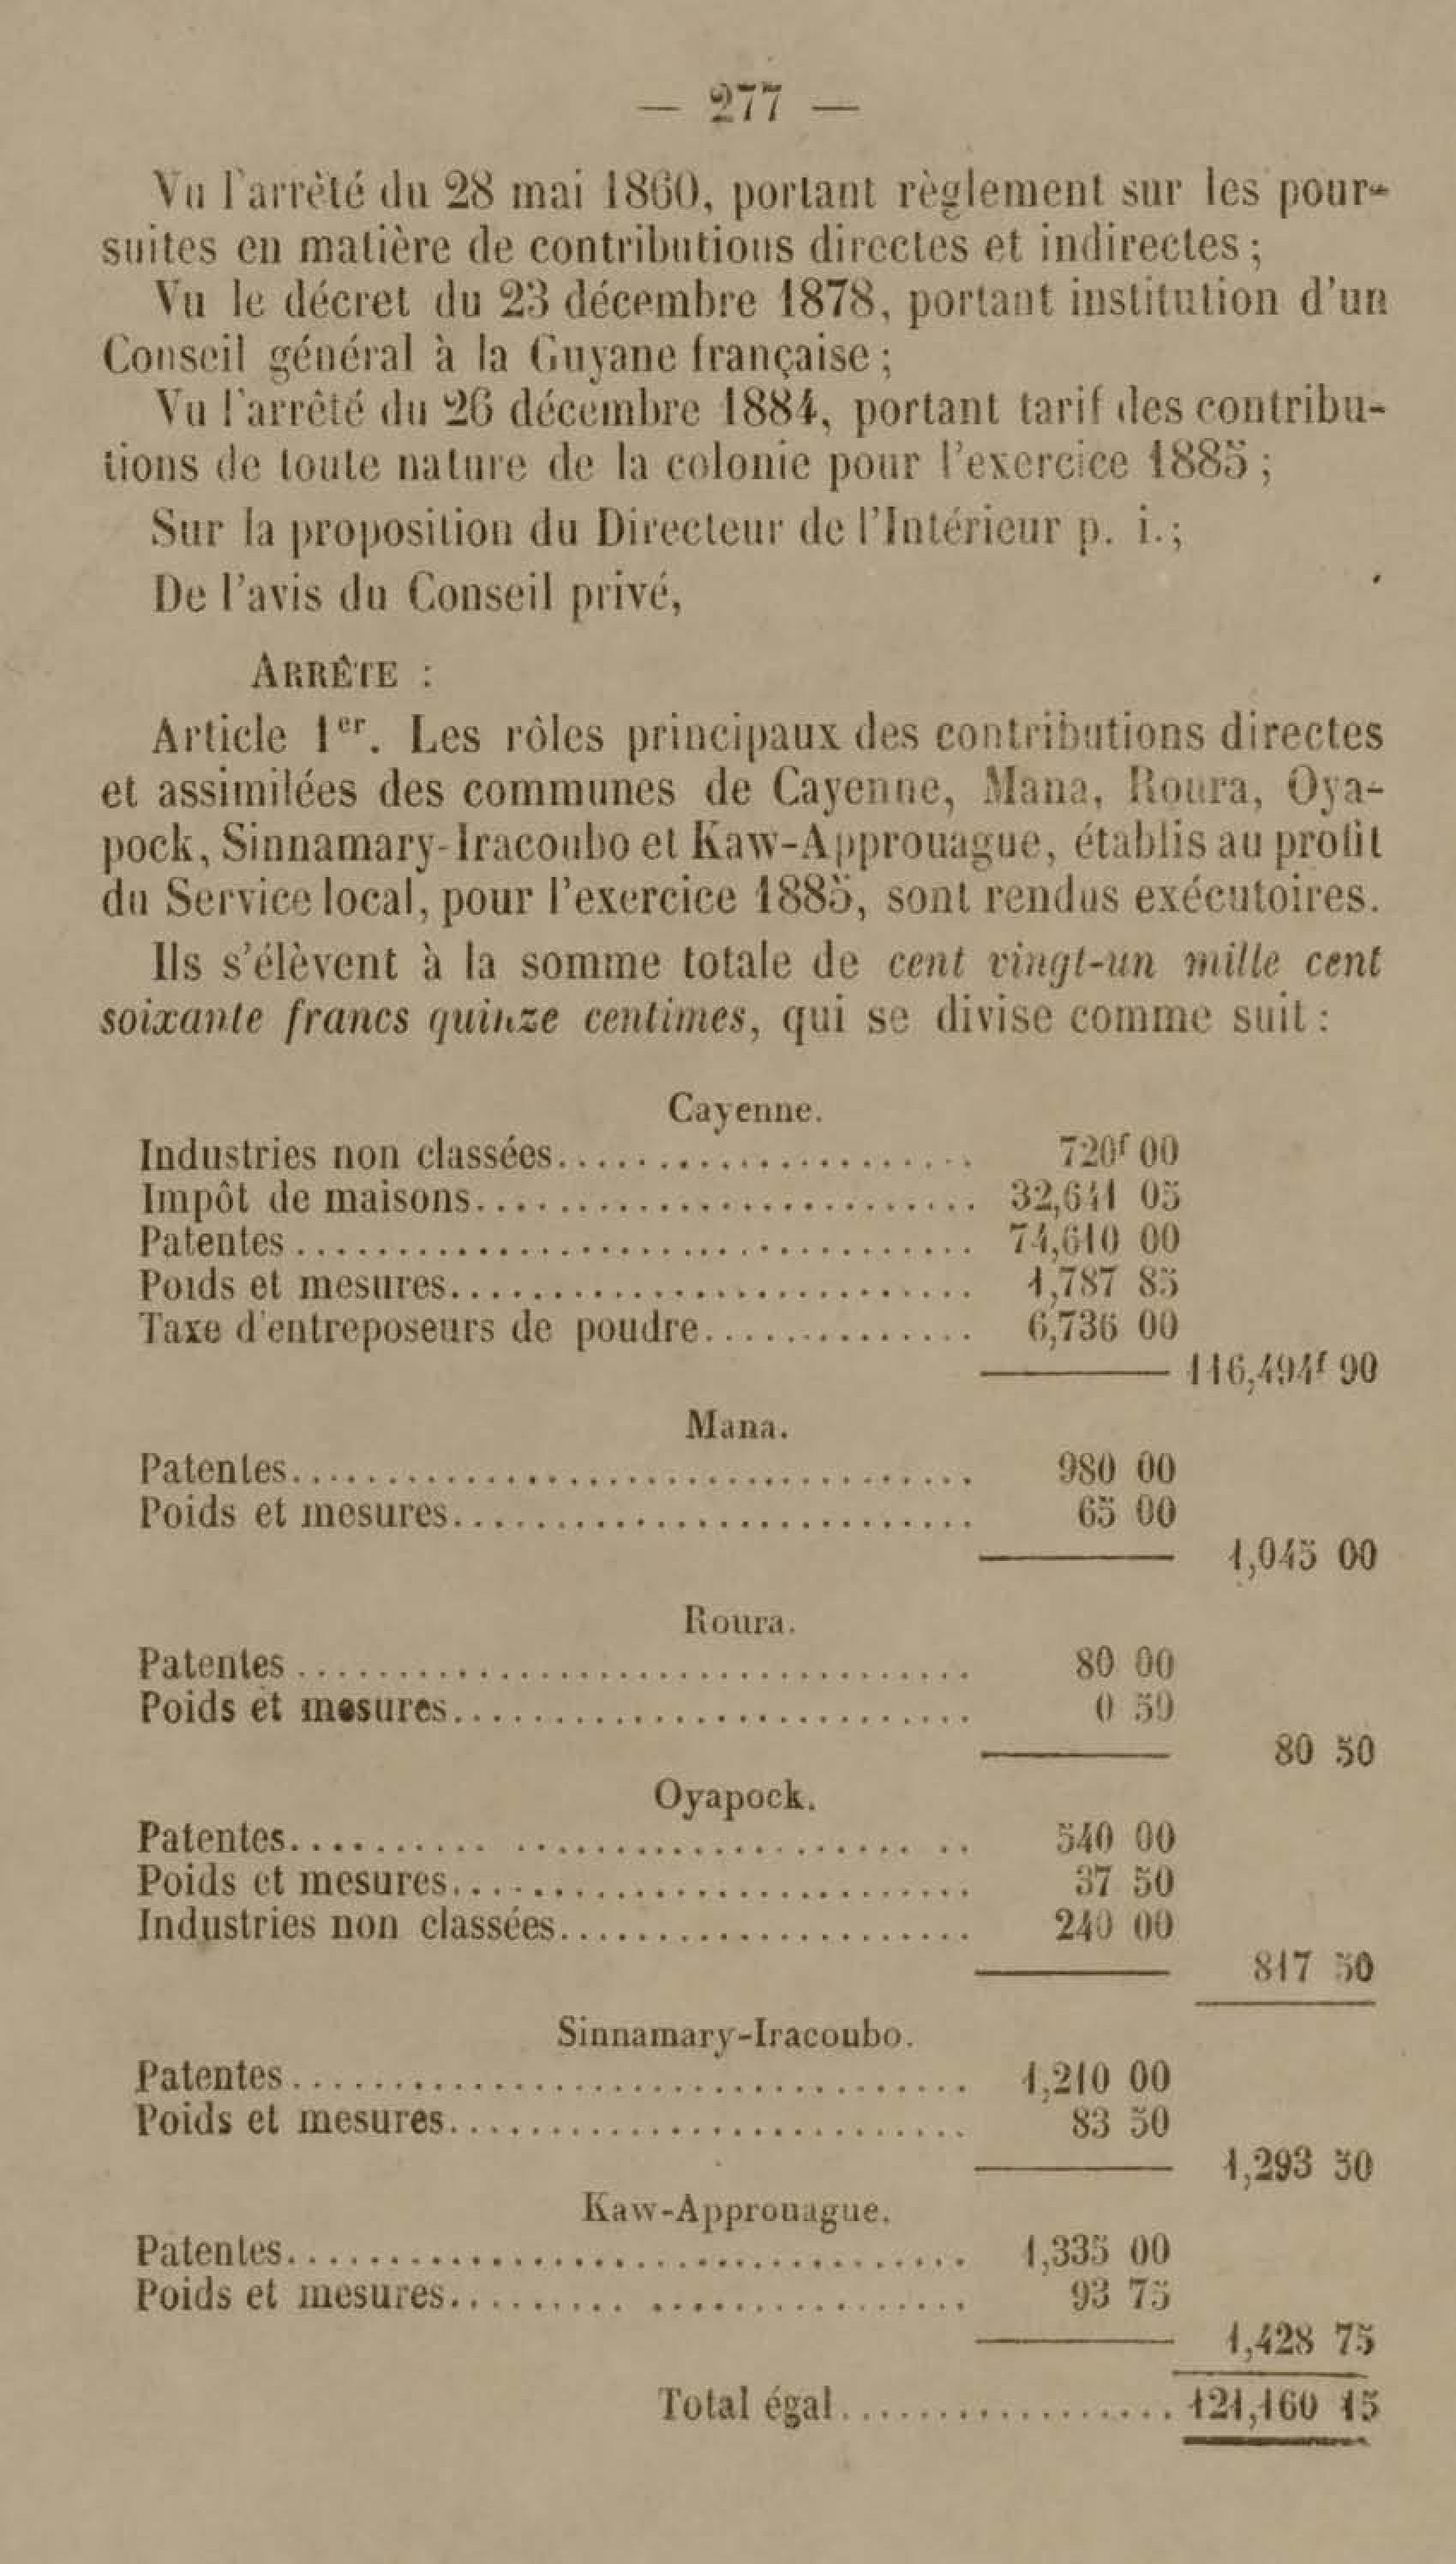 — 277 —
Vu l'arrêté du 28 mai 1860, portant règlement sur les pour-
suites en matière de contributions directes et indirectes ;
Vu le décret du 23 décembre 1878, portant institution d'un
Conseil général à la Guyane française ;
Vu l'arrêté du 26 décembre 1884, portant tarif des contribu-
tions de toute nature de la colonie pour l'exercice 1885 ;
Sur la proposition du Directeur de l'Intérieur p. i. ;
De l'avis du Conseil privé,
ARRÊTE :
Article 1er. Les rôles principaux des contributions directes
et assimilées des communes de Cayenne, Mana, Roura, Oya-
pock, Sinnamary-Iracoubo et Kaw-Approuague, établis au profit
du Service local, pour l'exercice 1885, sont rendus exécutoires.
Ils s'élèvent à la somme totale de cent vingt-un mille cent
soixante francs quinze centimes, qui se divise comme suit :
Cayenne.
Industries non classées..................... 720f 00
Impôt de maisons......................... 32,641 05
Patentes.................................. 74,610 00
Poids et mesures.......................... 1,787 85
Taxe d'entreposeurs de poudre.............. 6,736 00
116,494f 90
Mana.
Patentes.................................. 980 00
Poids et mesures.......................... 65 00
1,045 00
Roura.
Patentes.................................. 80 00
Poids et mesures.......................... 0 50
80 50
Oyapock.
Patentes.................................. 540 00
Poids et mesures.......................... 37 50
Industries non classées..................... 240 00
817 50
Sinnamary-Iracoubo.
Patentes.................................. 1,210 00
Poids et mesures.......................... 83 50
1,293 50
Kaw-Approuague.
Patentes.................................. 1,335 00
Poids et mesures.......................... 93 75
1,428 75
Total égal................. 121,160 15